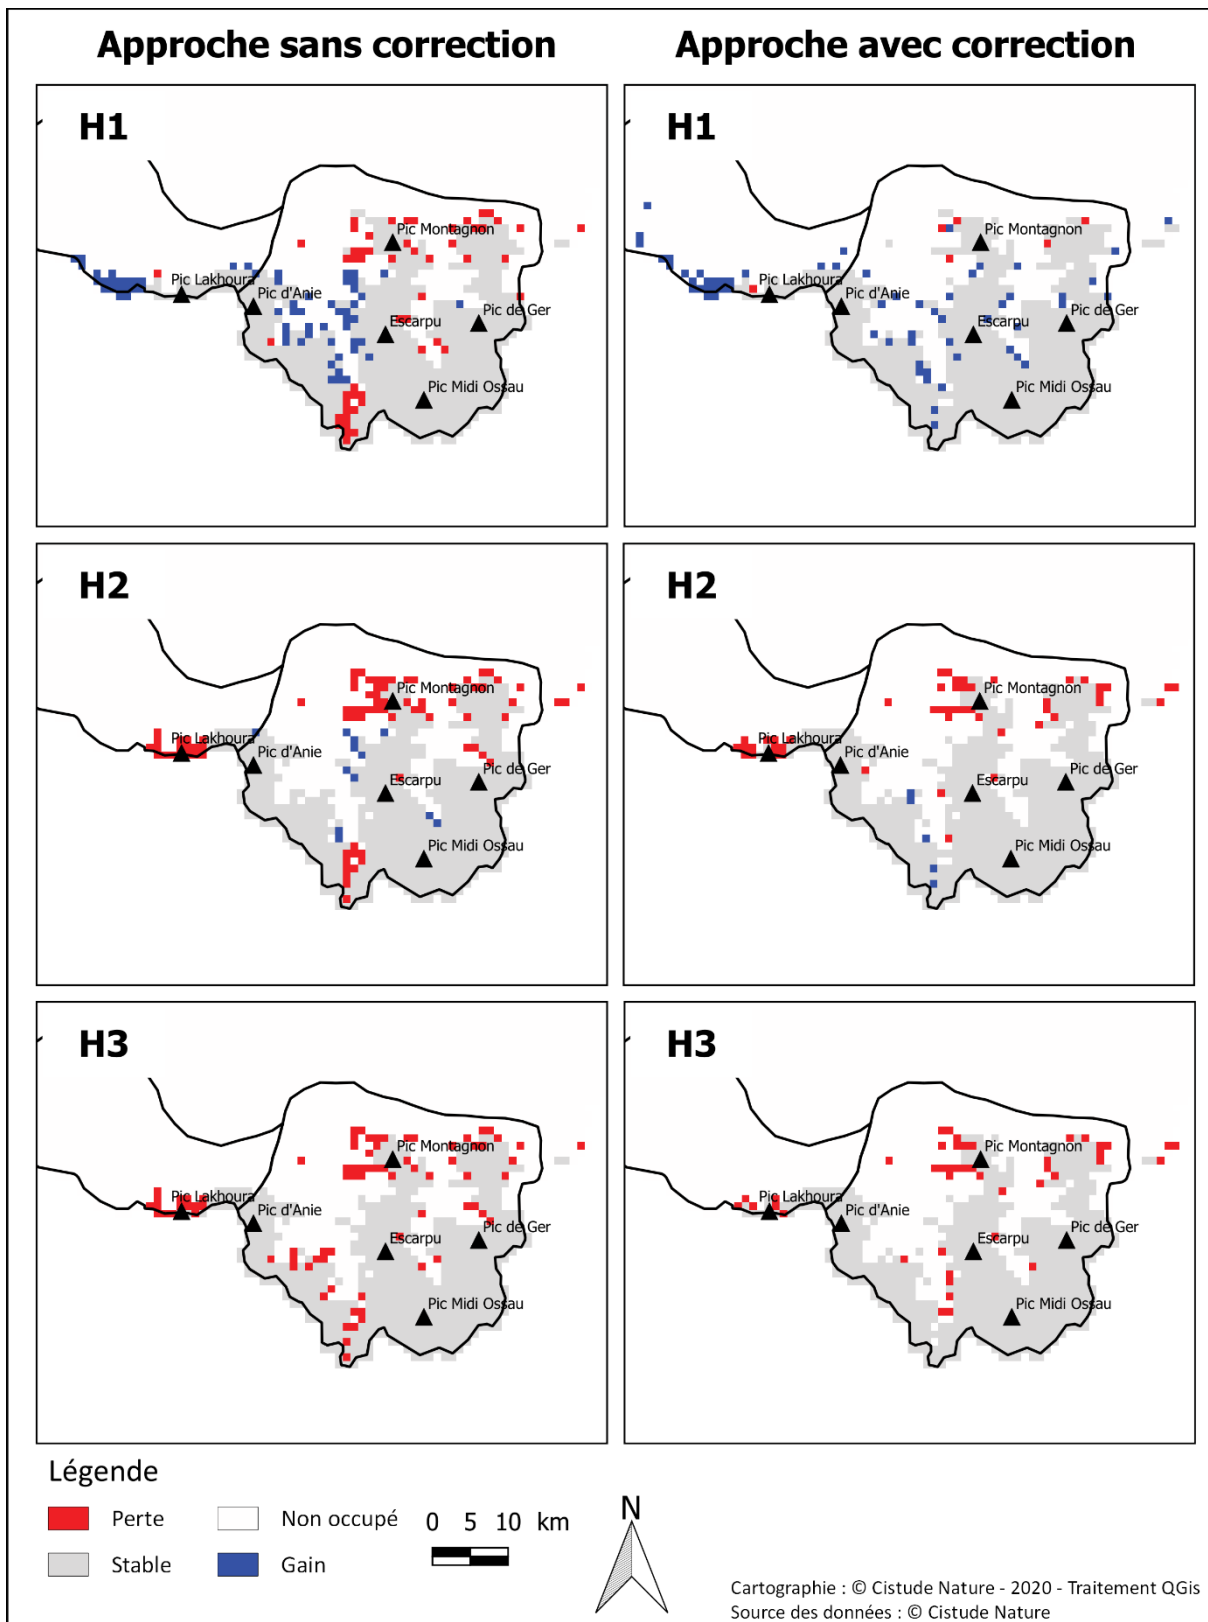 Approche sans correction
Approche avec correction
H1
Pic Montagnon
Pic Lakhoura
Pic d'Anie
Pic de Ger
Escarpu
Pic Midi Ossau
H1
Pic Montagnon
Pic Lakhoura
Pic d'Anie
Pic de Ger
Escarpu
Pic Midi Ossau
H2
Pic Montagnon
Pic Lakhoura
Pic d'Anie
Pic de Ger
Escarpu
Pic Midi Ossau
H2
Pic Montagnon
Pic Lakhoura
Pic d'Anie
Pic de Ger
Escarpu
Pic Midi Ossau
H3
Pic Montagnon
Pic Lakhoura
Pic d'Anie
Pic de Ger
Escarpu
Pic Midi Ossau
H3
Pic Montagnon
Pic Lakhoura
Pic d'Anie
Pic de Ger
Escarpu
Pic Midi Ossau
Légende
Perte
Non occupé
Stable
Gain
0 5 10 km
N
Cartographie : © Cistude Nature - 2020 - Traitement QGis
Source des données : © Cistude Nature